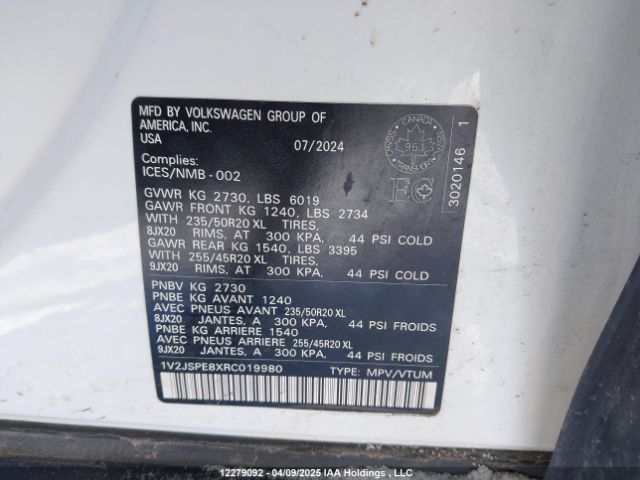 MFD BY VOLKSWAGEN GROUP OF
AMERICA, INC.
USA
07/2024
Complies:
ICES/NMB - 002
CANADA
961
3020146 1
GVWR KG 2730, LBS 6019
GAWR FRONT KG 1240, LBS 2734
WITH 235/50R20 XL TIRES,
8JX20 RIMS, AT 300 KPA, 44 PSI COLD
GAWR REAR KG 1540, LBS 3395
WITH 255/45R20 XL TIRES,
9JX20 RIMS, AT 300 KPA, 44 PSI COLD
PNBV KG 2730
PNBE KG AVANT 1240
AVEC PNEUS AVANT 235/50R20 XL
8JX20 JANTES, A 300 KPA, 44 PSI FROIDS
PNBE KG ARRIERE 1540
AVEC PNEUS ARRIERE 255/45R20 XL
9JX20 JANTES, A 300 KPA, 44 PSI FROIDS
1V2JSPE8XRC019980 TYPE: MPV/VTUM
12279092 - 04/09/2025 IAA Holdings , LLC